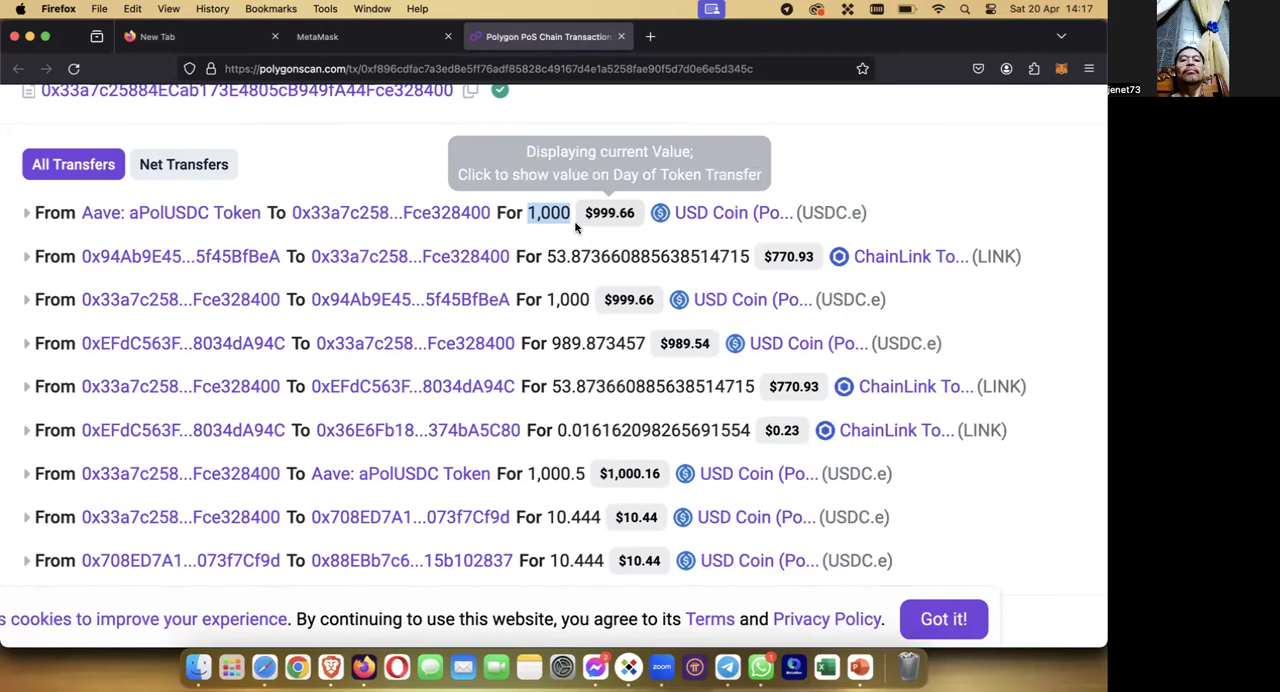 Firefox File Edit View History Bookmarks Tools Window Help Sat 20 Apr 14:17
New Tab MetaMask Polygon PoS Chain Transaction
https://polygonscan.com/tx/0xf896cdfac7a3ed8e5ff76adf85828c49167d4e1a5258fae90f5d7d0e6e5d345c
jenet73
0x33a7c25884ECab173E4805cB949fA44Fce328400
Displaying current Value;
All Transfers Net Transfers Click to show value on Day of Token Transfer
From Aave: aPolUSDC Token To 0x33a7c258...Fce328400 For 1,000 $999.66 USD Coin (Po... (USDC.e)
From 0x94Ab9E45...5f45BfBeA To 0x33a7c258...Fce328400 For 53.873660885638514715 $770.93 ChainLink To... (LINK)
From 0x33a7c258...Fce328400 To 0x94Ab9E45...5f45BfBeA For 1,000 $999.66 USD Coin (Po... (USDC.e)
From 0xEFdC563F...8034dA94C To 0x33a7c258...Fce328400 For 989.873457 $989.54 USD Coin (Po... (USDC.e)
From 0x33a7c258...Fce328400 To 0xEFdC563F...8034dA94C For 53.873660885638514715 $770.93 ChainLink To... (LINK)
From 0xEFdC563F...8034dA94C To 0x36E6Fb18...374bA5C80 For 0.016162098265691554 $0.23 ChainLink To... (LINK)
From 0x33a7c258...Fce328400 To Aave: aPolUSDC Token For 1,000.5 $1,000.16 USD Coin (Po... (USDC.e)
From 0x33a7c258...Fce328400 To 0x708ED7A1...073f7Cf9d For 10.444 $10.44 USD Coin (Po... (USDC.e)
From 0x708ED7A1...073f7Cf9d To 0x88EBb7c6...15b102837 For 10.444 $10.44 USD Coin (Po... (USDC.e)
s cookies to improve your experience. By continuing to use this website, you agree to its Terms and Privacy Policy. Got it!
zoom